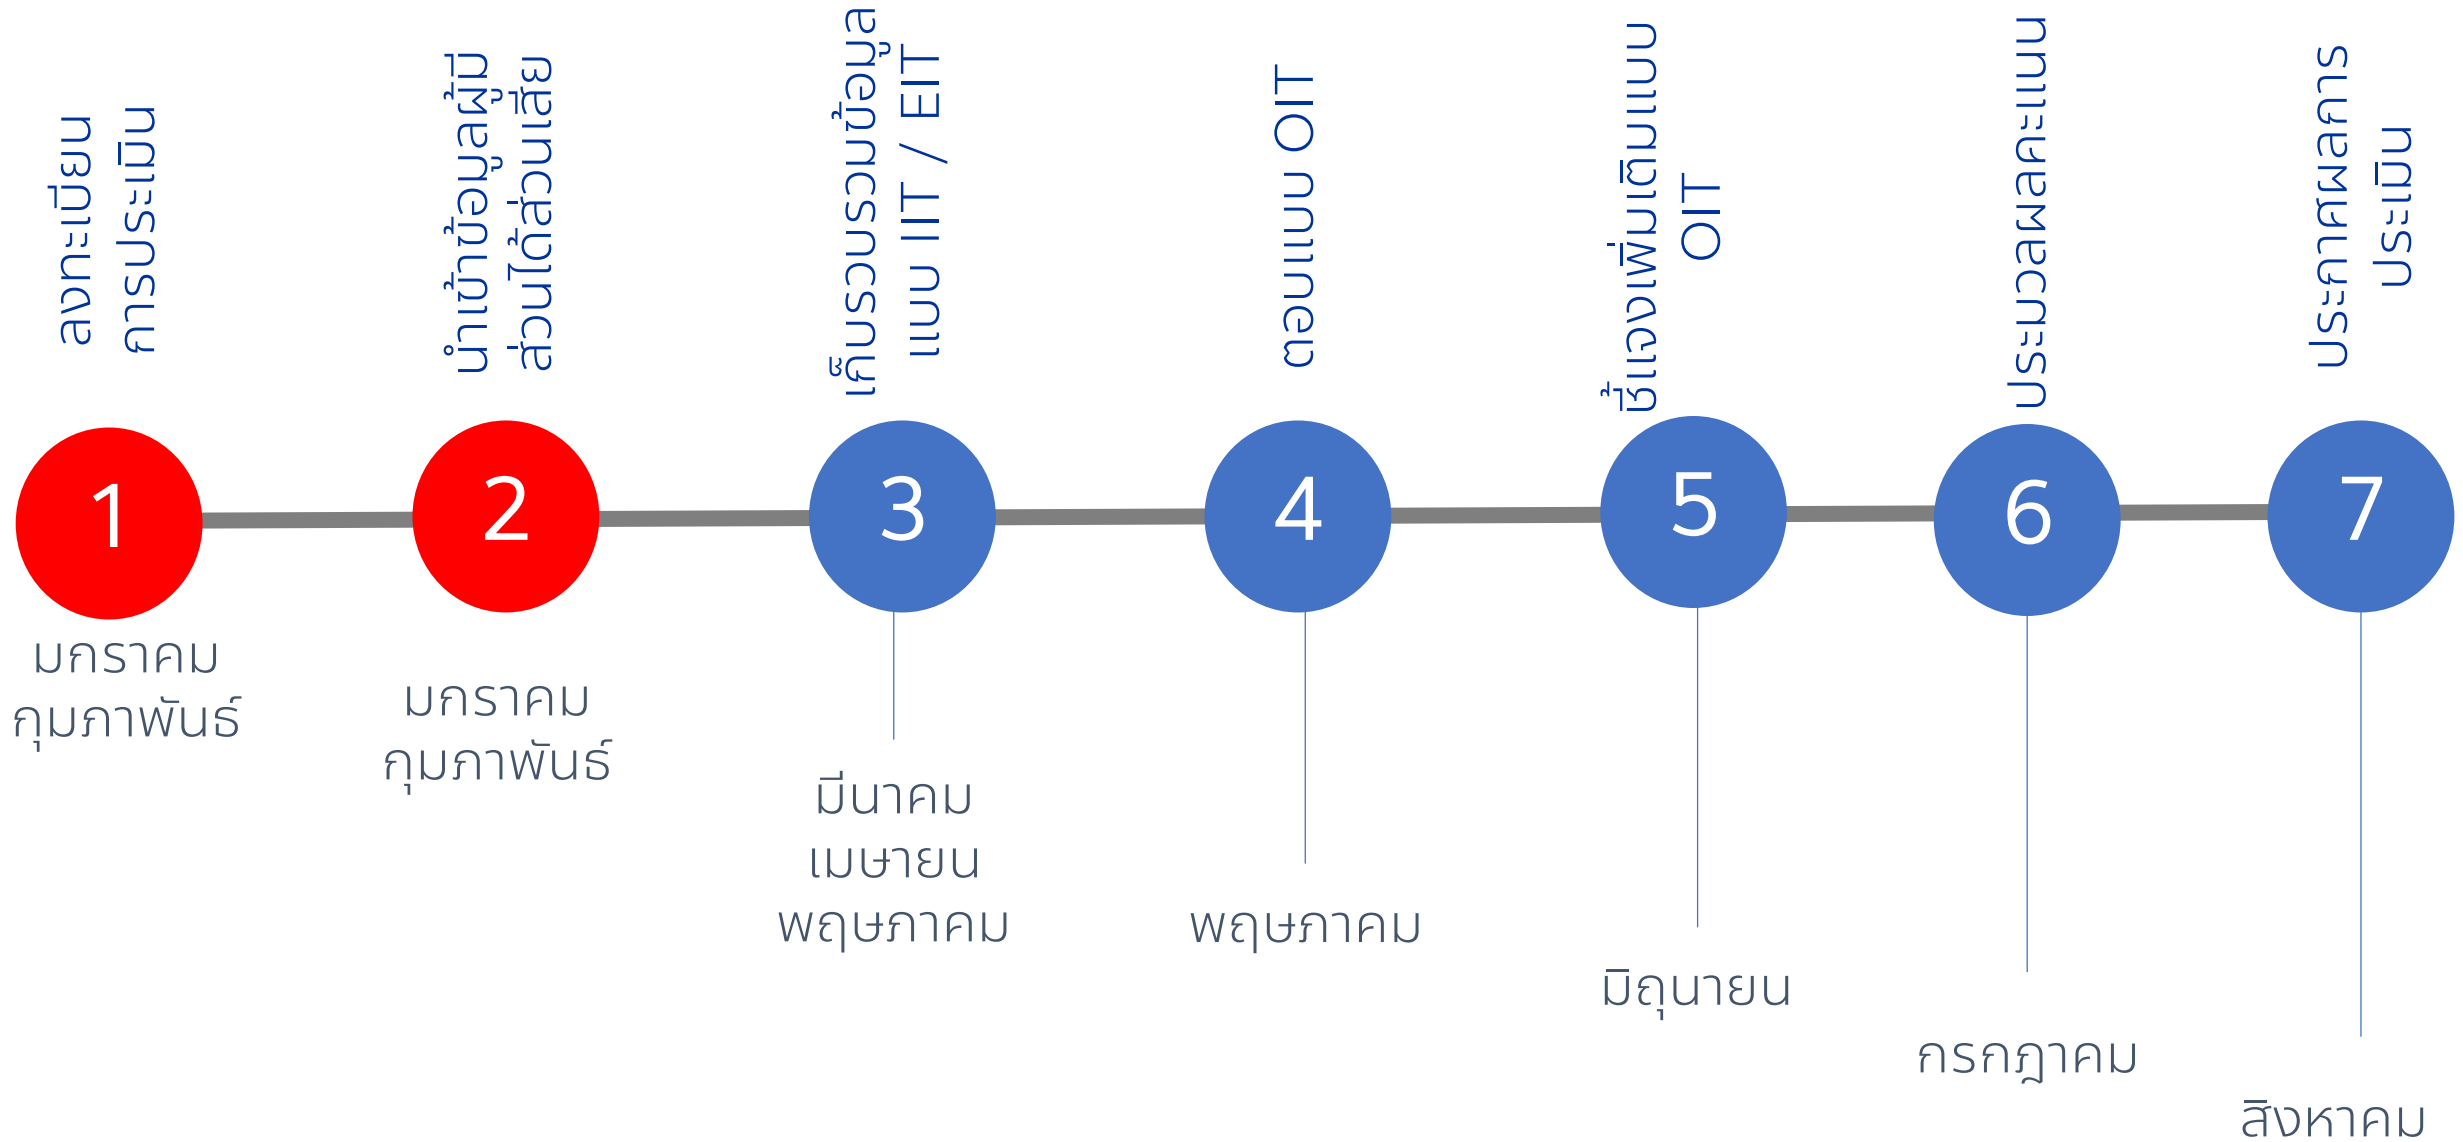 ลงทะเบียน
การประเมิน
1
มกราคม
กุมภาพันธ์
นำเข้าข้อมูลผู้มี
ส่วนได้ส่วนเสีย
2
มกราคม
กุมภาพันธ์
เก็บรวบรวมข้อมูล
แบบ IIT / EIT
3
มีนาคม
เมษายน
พฤษภาคม
ตอบแบบ OIT
4
พฤษภาคม
ชี้แจงเพิ่มเติมแบบ
OIT
5
มิถุนายน
ประมวลผลคะแนน
6
กรกฎาคม
ประกาศผลการ
ประเมิน
7
สิงหาคม